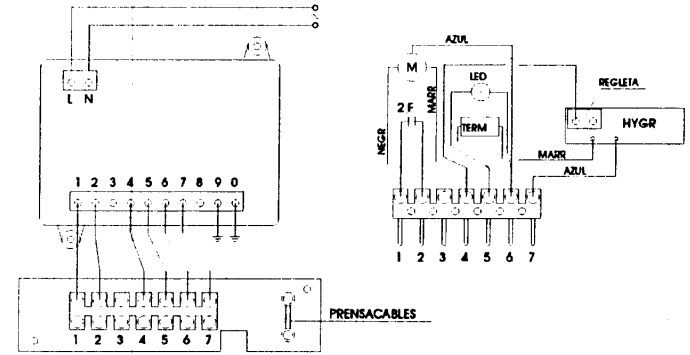 L N
1 2 3 4 5 6 7 8 9 0
1 2 3 4 5 6 7
PRENSACABLES
AZUL
M
NEGR
MARR
2 F
LED
TERM
REGLETA
HYGR
MARR
AZUL
1 2 3 4 5 6 7